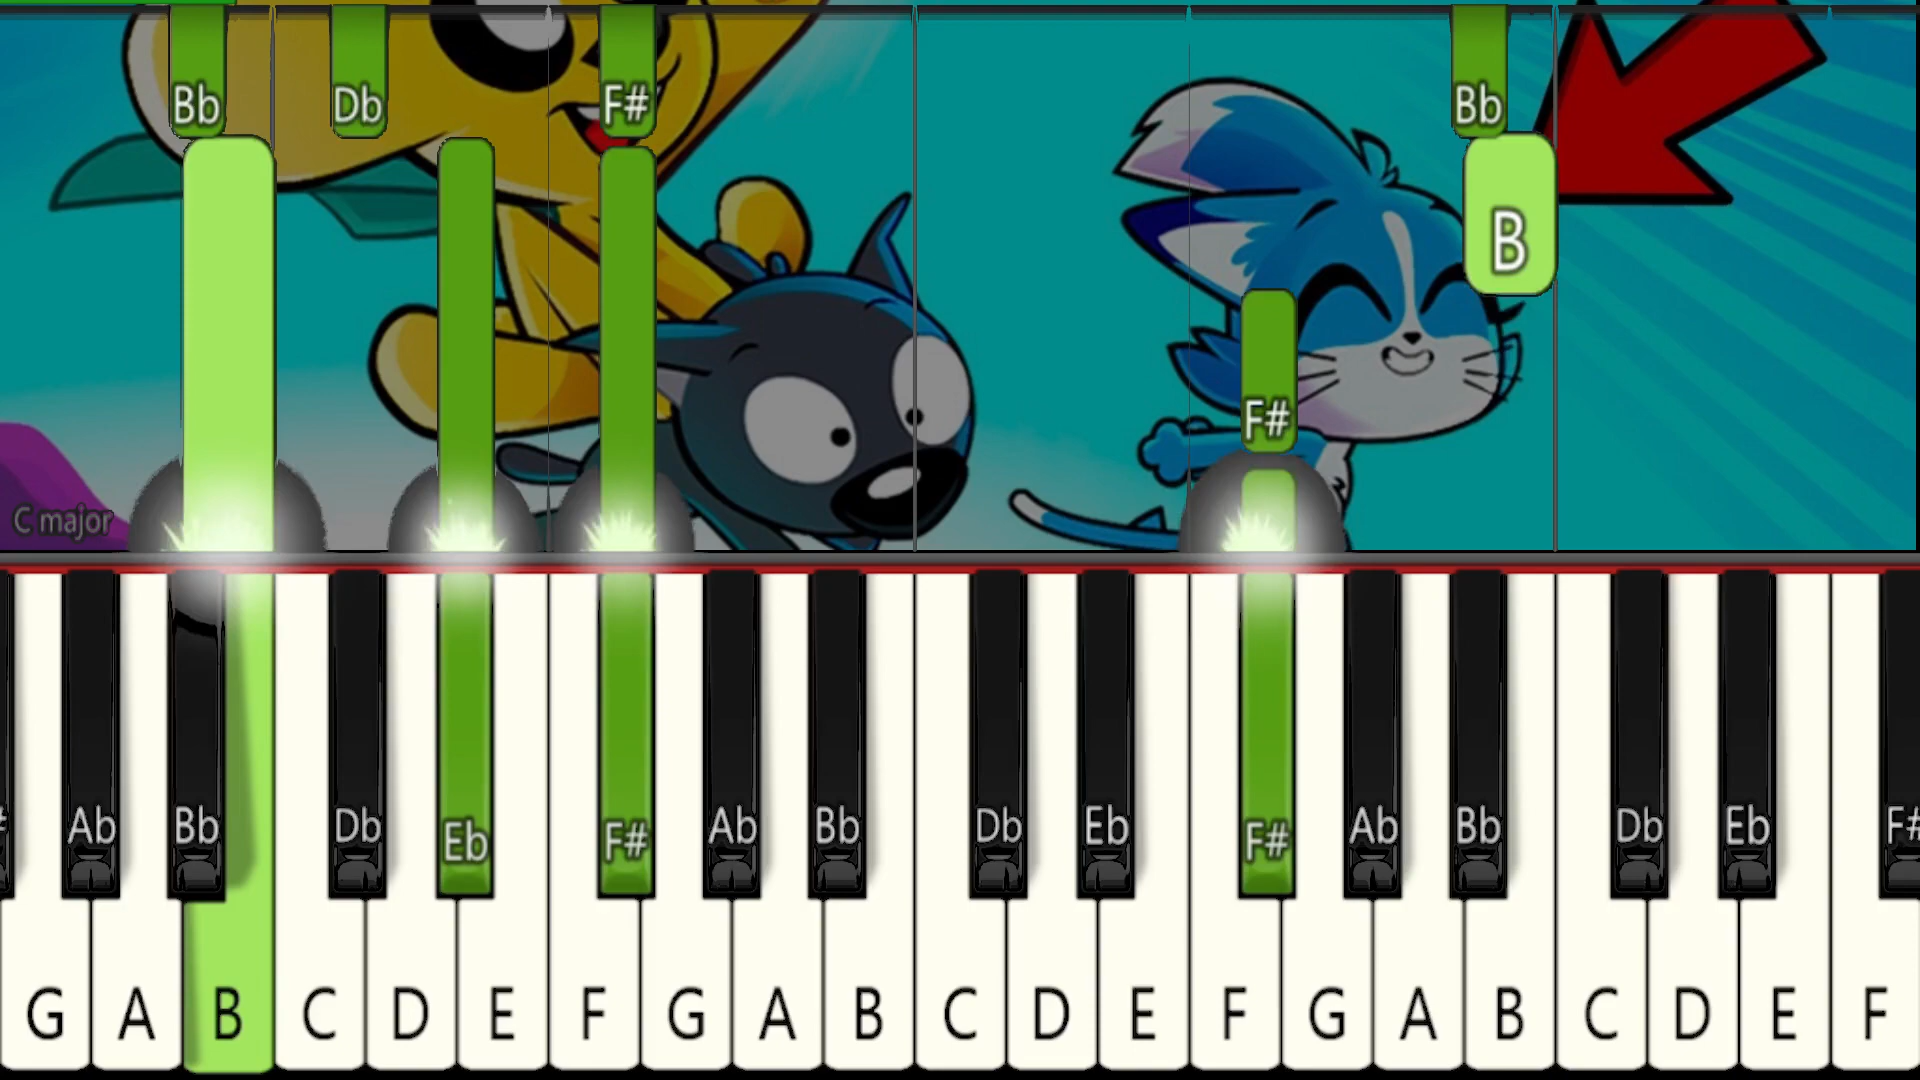 Bb Db F# Bb
B
F#
C major
# Ab Bb Db Eb F# Ab Bb Db Eb F# Ab Bb Db Eb F#
G A B C D E F G A B C D E F G A B C D E F